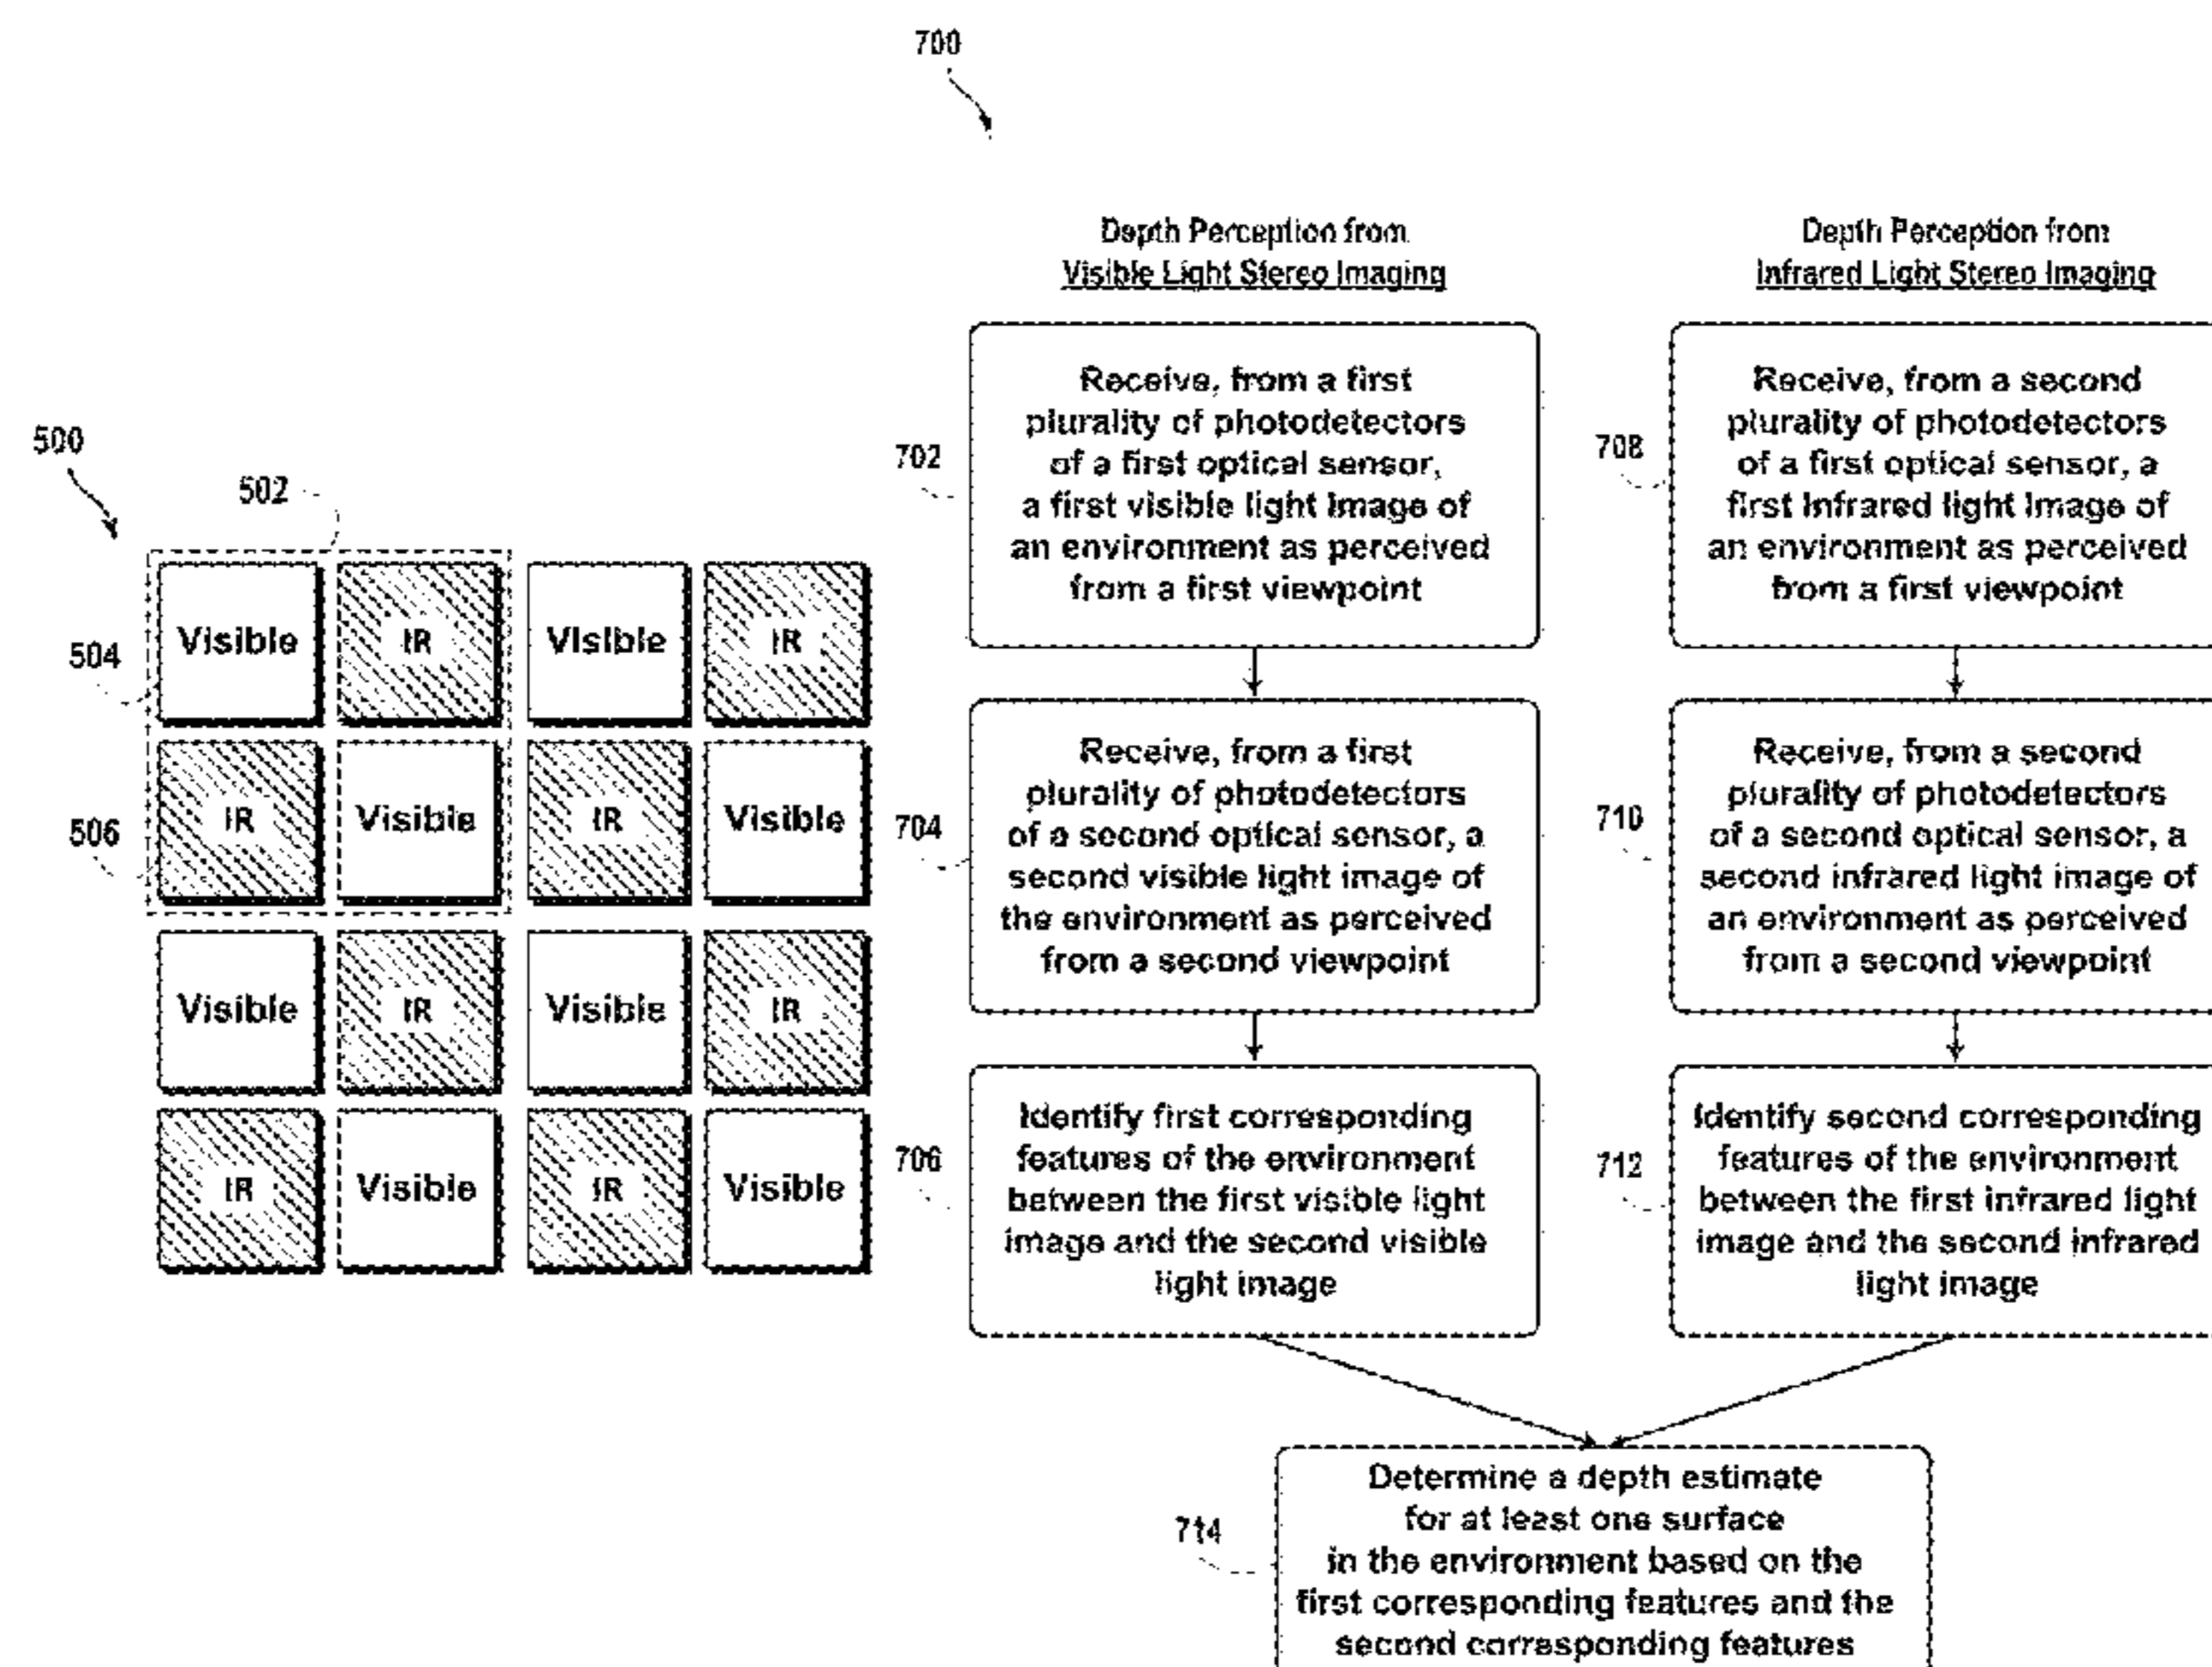 700
500
502
504
506
Visible IR Visible IR
IR Visible IR Visible
Visible IR Visible IR
IR Visible IR Visible
Depth Perception from
Visible Light Stereo Imaging
702
Receive, from a first
plurality of photodetectors
of a first optical sensor,
a first visible light image of
an environment as perceived
from a first viewpoint
704
Receive, from a first
plurality of photodetectors
of a second optical sensor, a
second visible light image of
the environment as perceived
from a second viewpoint
706
Identify first corresponding
features of the environment
between the first visible light
image and the second visible
light image
Depth Perception from
Infrared Light Stereo Imaging
708
Receive, from a second
plurality of photodetectors
of a first optical sensor, a
first infrared light image of
an environment as perceived
from a first viewpoint
710
Receive, from a second
plurality of photodetectors
of a second optical sensor, a
second infrared light image of
an environment as perceived
from a second viewpoint
712
Identify second corresponding
features of the environment
between the first infrared light
image and the second infrared
light image
714
Determine a depth estimate
for at least one surface
in the environment based on the
first corresponding features and the
second corresponding features